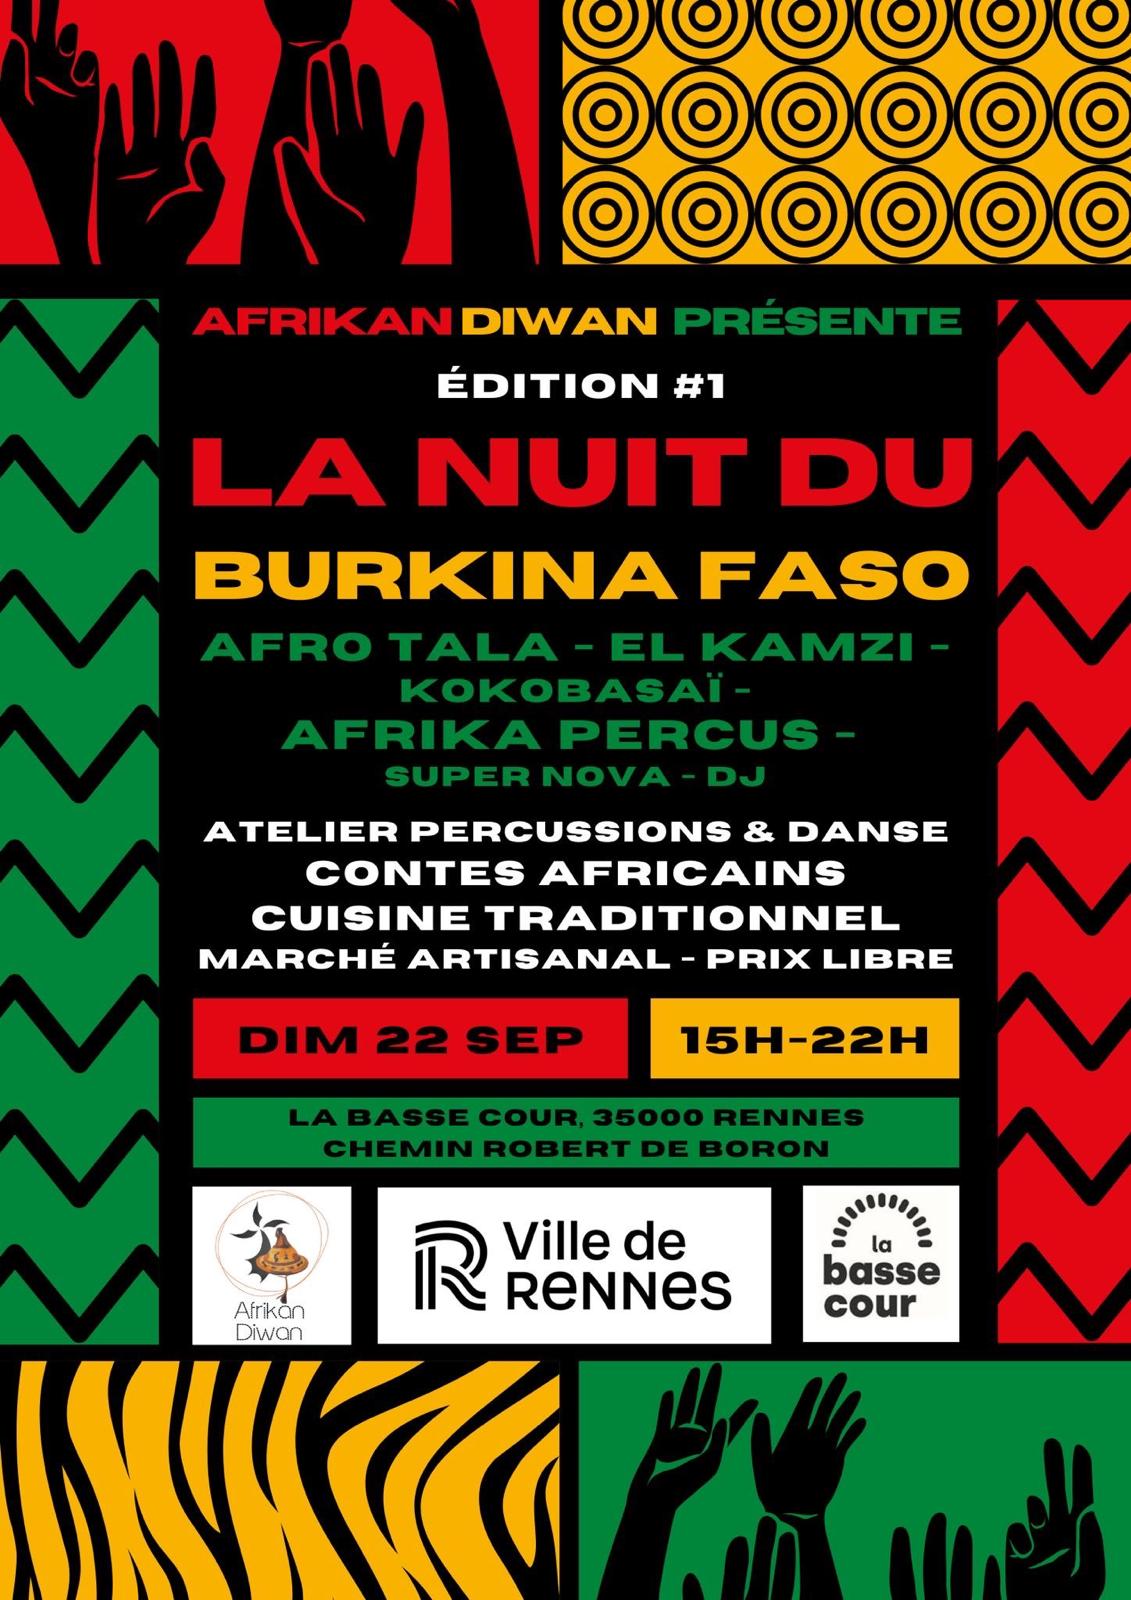 AFRIKAN DIWAN PRÉSENTE
ÉDITION #1
LA NUIT DU
BURKINA FASO
AFRO TALA - EL KAMZI -
KOKOBASAÏ -
AFRIKA PERCUS -
SUPER NOVA - DJ
ATELIER PERCUSSIONS & DANSE
CONTES AFRICAINS
CUISINE TRADITIONNEL
MARCHÉ ARTISANAL - PRIX LIBRE
DIM 22 SEP
15H-22H
LA BASSE COUR, 35000 RENNES
CHEMIN ROBERT DE BORON
Afrikan
Diwan
R Ville de
RENNES
la
basse
cour